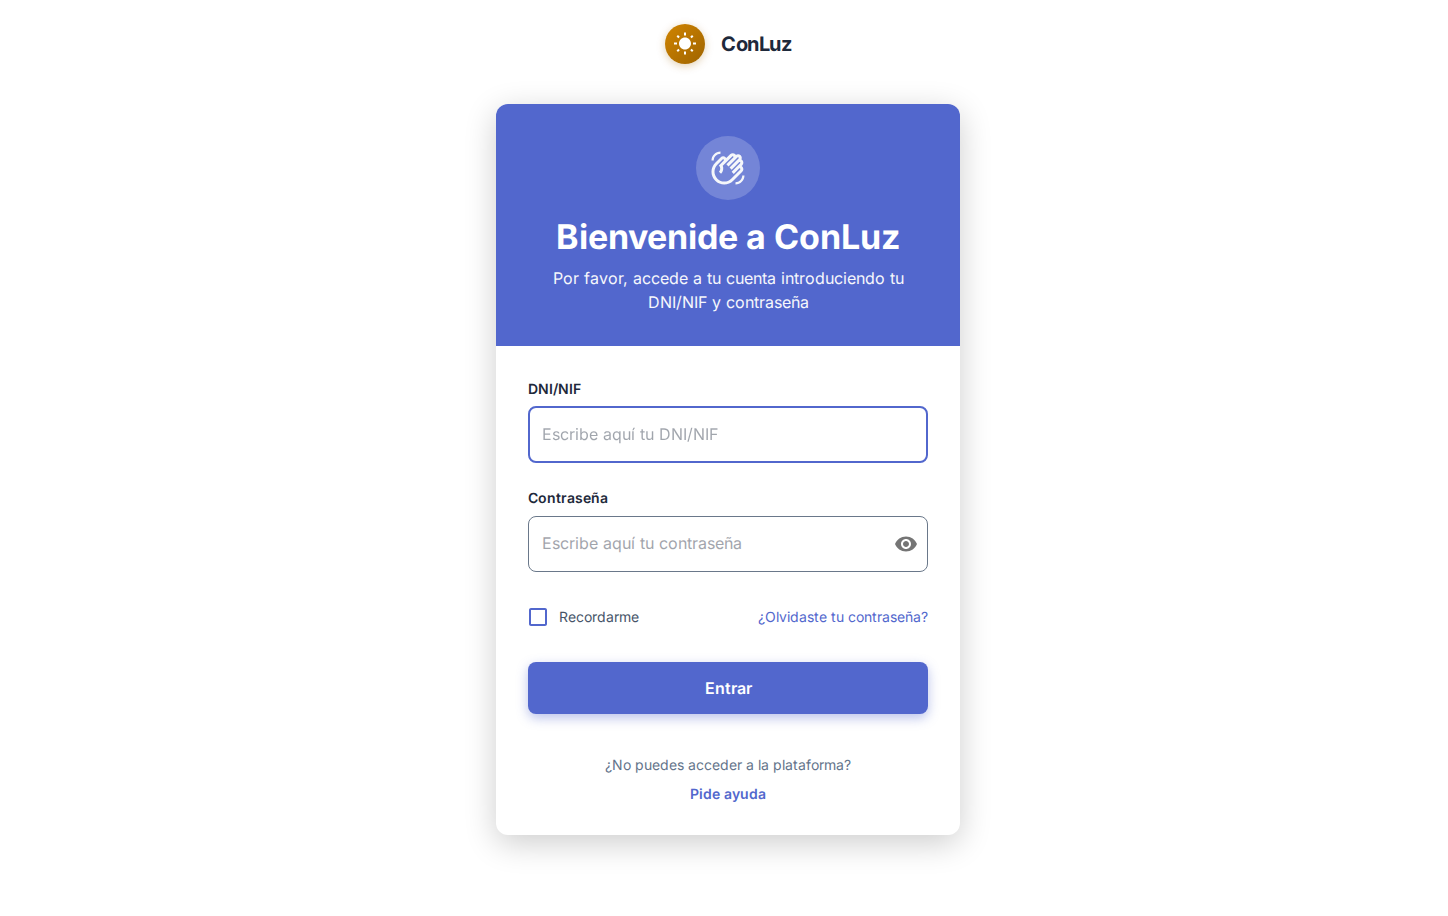 ConLuz
Bienvenide a ConLuz
Por favor, accede a tu cuenta introduciendo tu
DNI/NIF y contraseña
DNI/NIF
Escribe aquí tu DNI/NIF
Contraseña
Escribe aquí tu contraseña
Recordarme
¿Olvidaste tu contraseña?
Entrar
¿No puedes acceder a la plataforma?
Pide ayuda